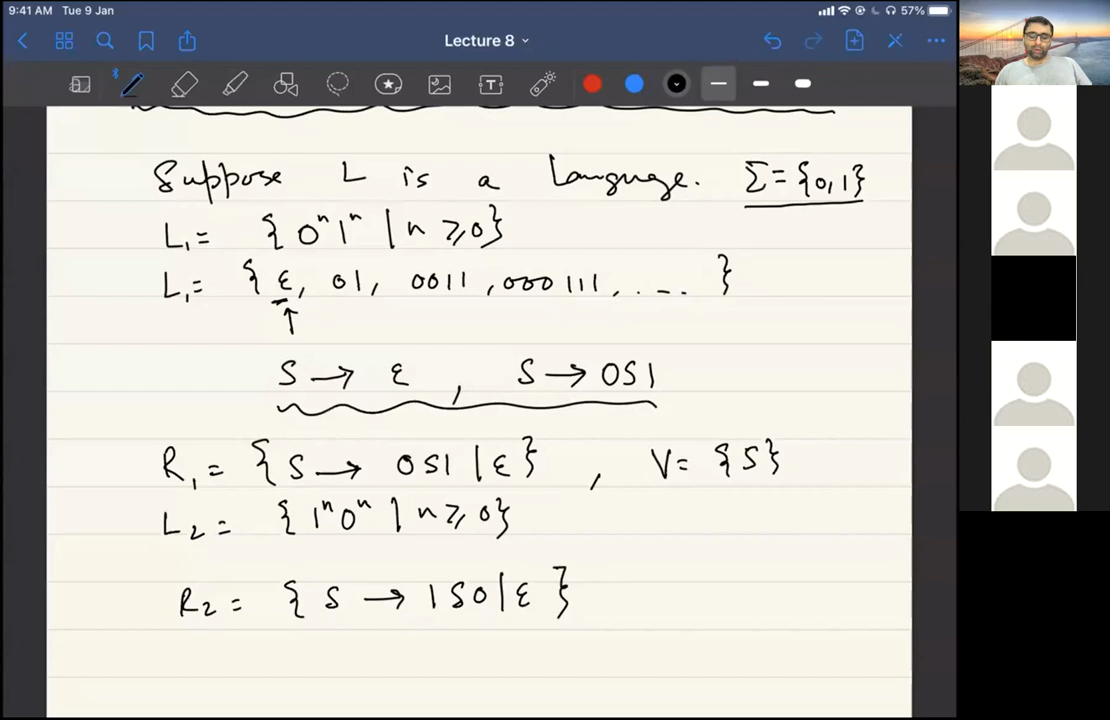 9:41 AM Tue 9 Jan 57%
Lecture 8
Suppose L is a language. Σ = {0,1}
L₁ = {0ⁿ1ⁿ | n ⩾ 0}
L₁ = {ε, 01, 0011, 000111, .... }
S → ε , S → 0S1
R₁ = {S → 0S1 | ε} , V = {S}
L₂ = {1ⁿ0ⁿ | n ⩾ 0}
R₂ = {S → 1S0 | ε}